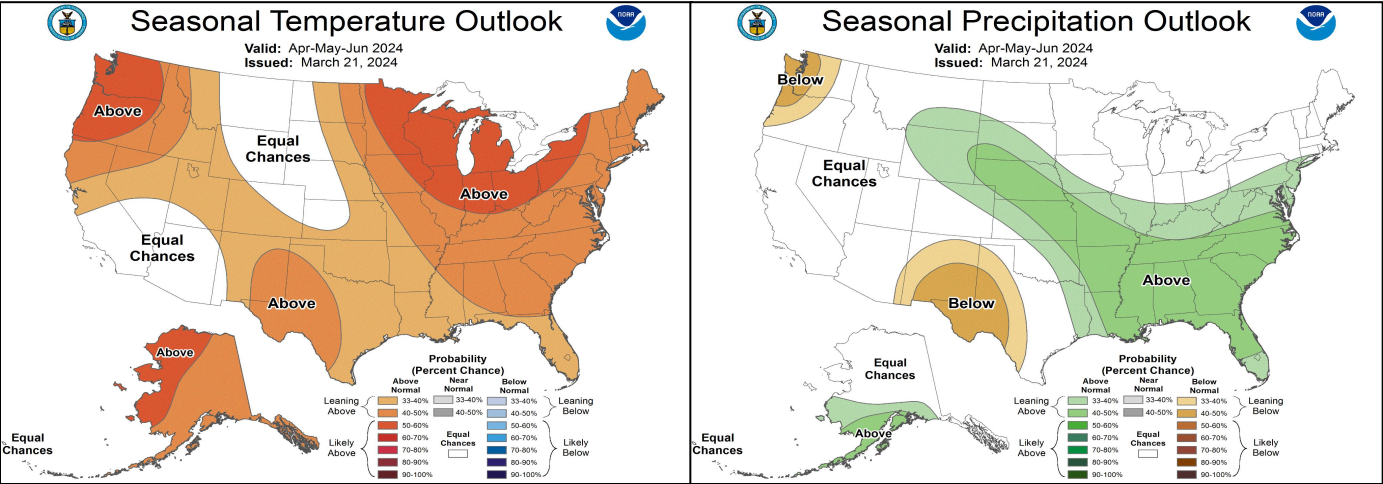 Seasonal Temperature Outlook
NOAA
Valid: Apr-May-Jun 2024
Issued: March 21, 2024
Above
Equal
Chances
Above
Equal
Chances
Above
Above
Equal
Chances
Probability
(Percent Chance)
Above
Normal
Near
Normal
Below
Normal
Leaning
Above
33-40%
33-40%
33-40%
Leaning
Below
40-50%
40-50%
40-50%
Likely
Above
50-60%
50-60%
Likely
Below
60-70%
Equal
Chances
60-70%
70-80%
70-80%
80-90%
80-90%
90-100%
90-100%
Seasonal Precipitation Outlook
NOAA
Valid: Apr-May-Jun 2024
Issued: March 21, 2024
Below
Equal
Chances
Above
Below
Equal
Chances
Above
Equal
Chances
Probability
(Percent Chance)
Above
Normal
Near
Normal
Below
Normal
Leaning
Above
33-40%
33-40%
33-40%
Leaning
Below
40-50%
40-50%
40-50%
Likely
Above
50-60%
50-60%
Likely
Below
60-70%
Equal
Chances
60-70%
70-80%
70-80%
80-90%
80-90%
90-100%
90-100%